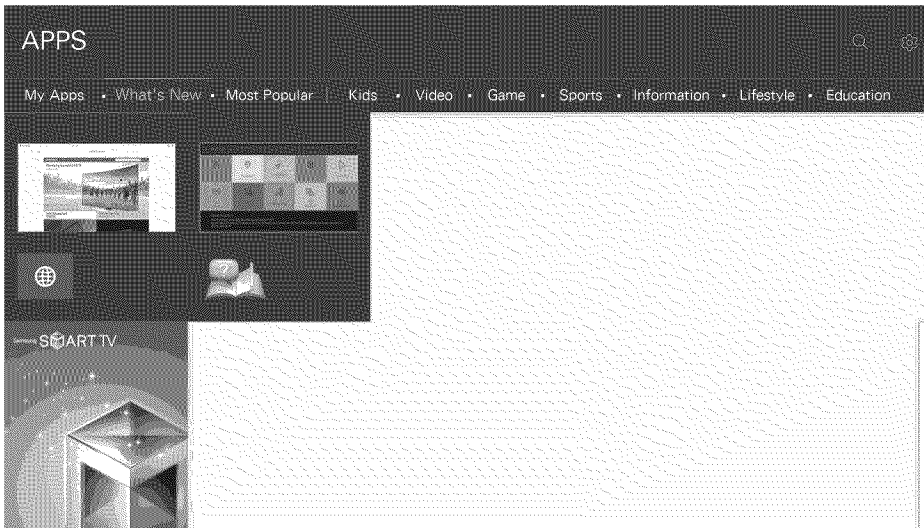 APPS
My Apps • What's New • Most Popular | Kids • Video • Game • Sports • Information • Lifestyle • Education
SMART TV